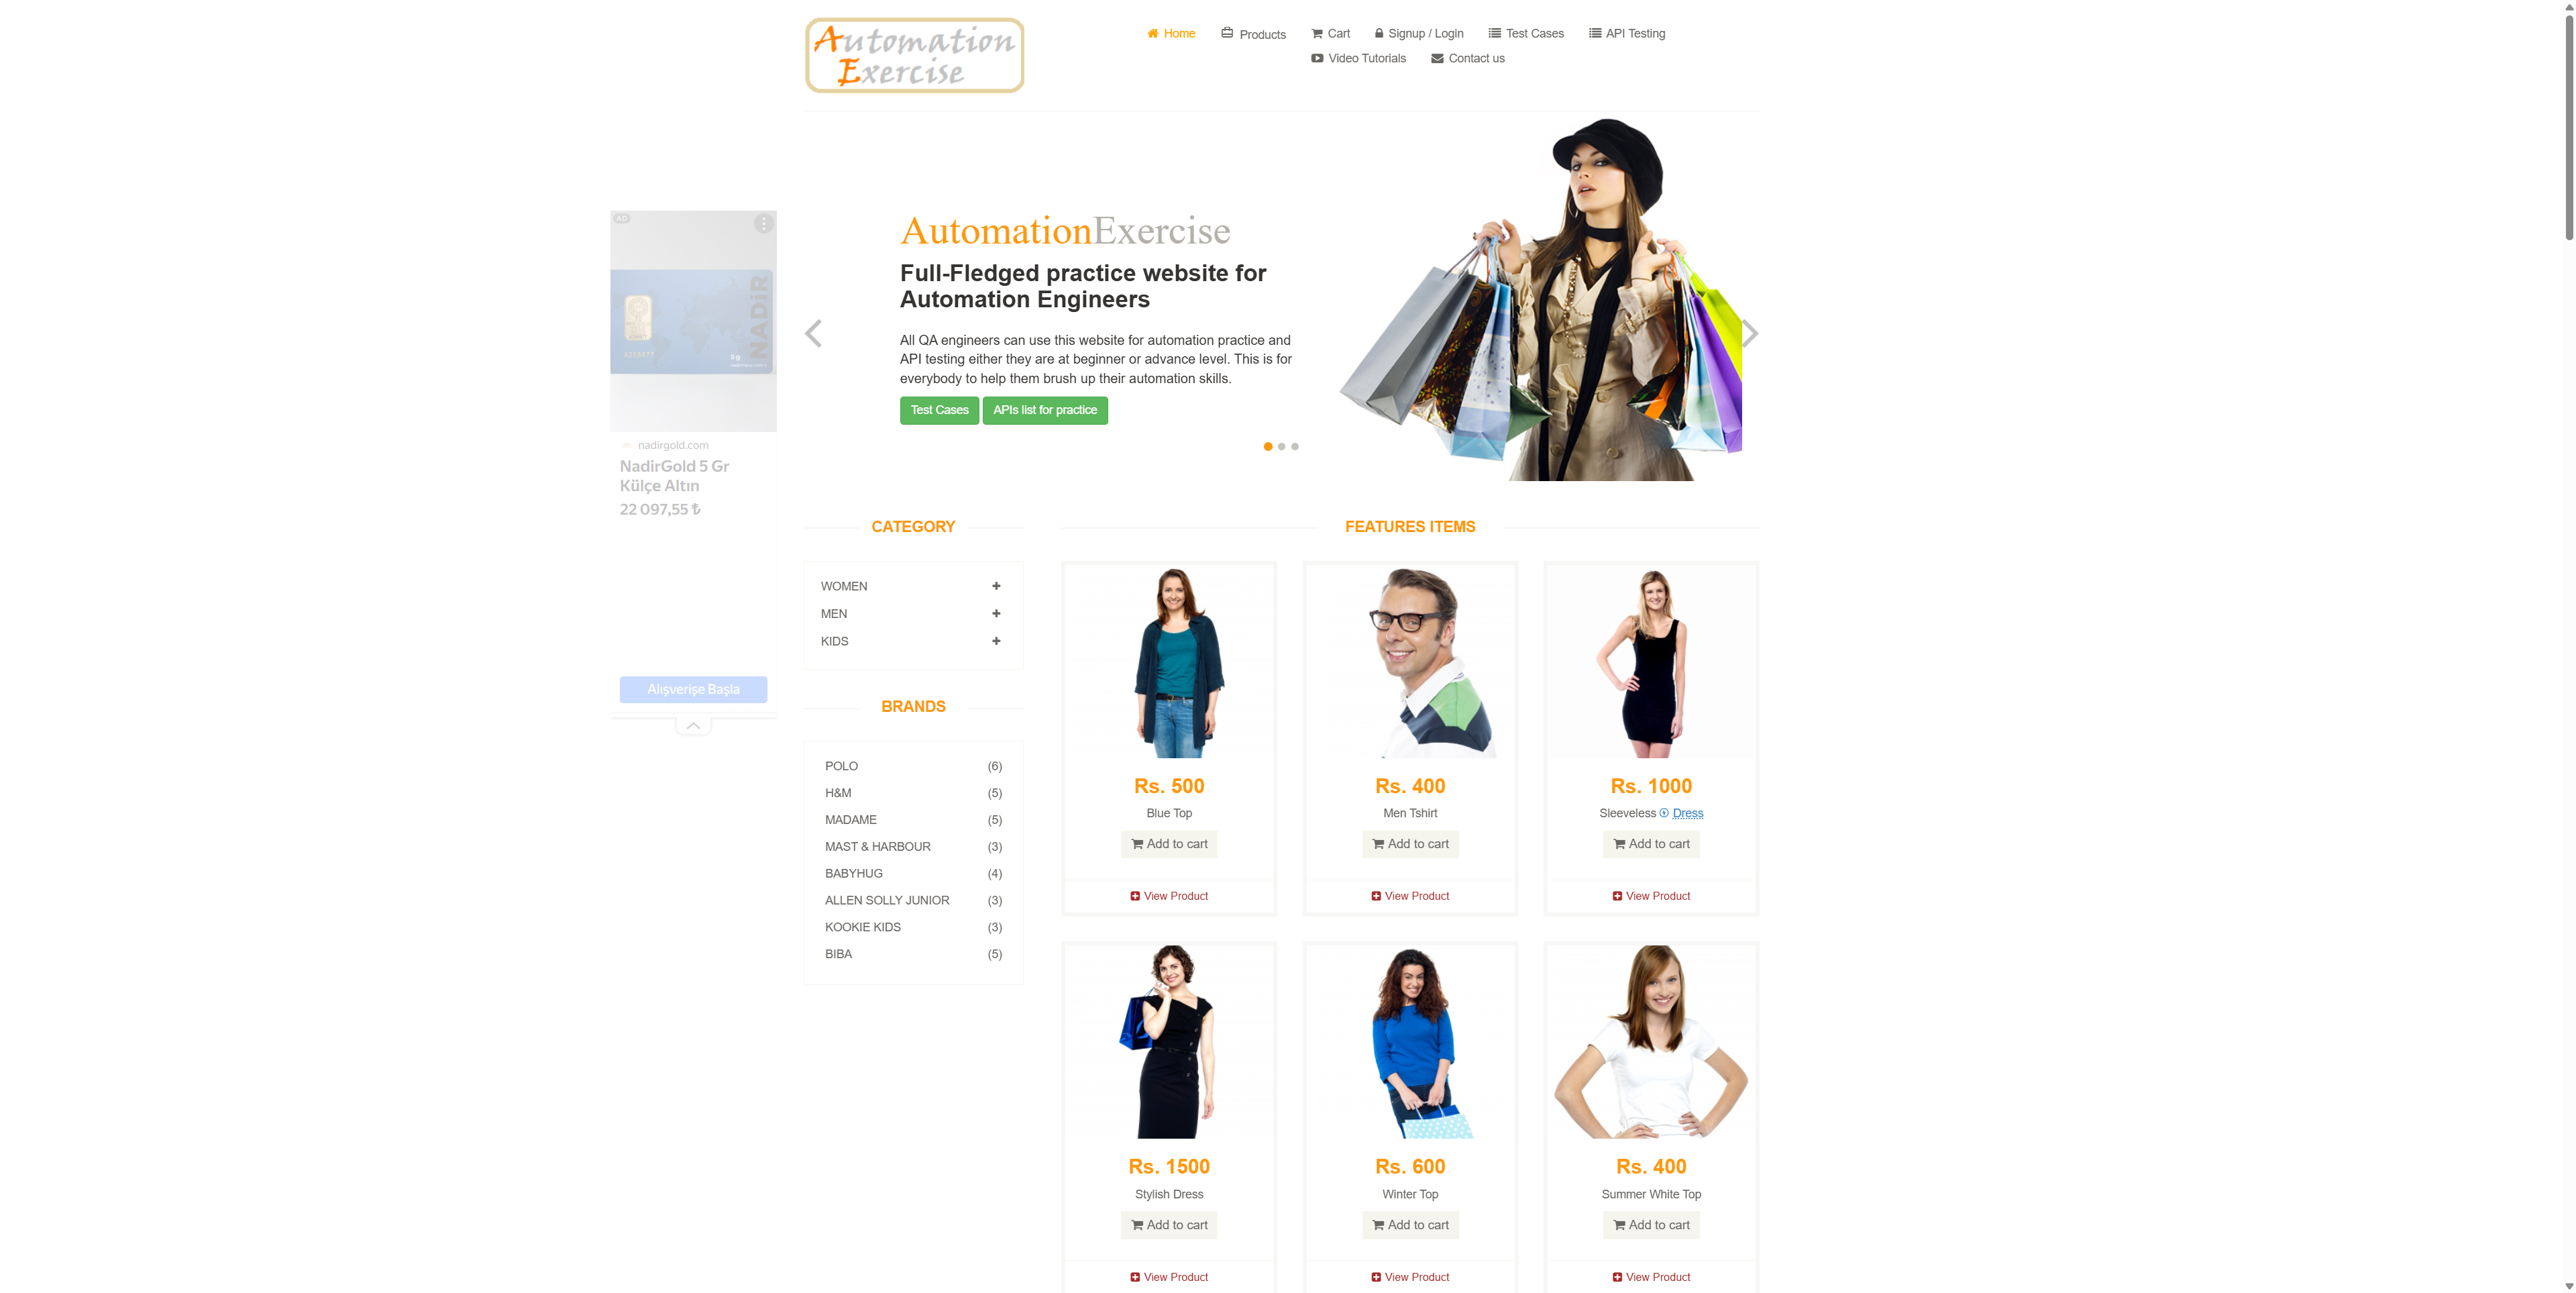 Automation
Exercise
Home
Products
Cart
Signup / Login
Test Cases
API Testing
Video Tutorials
Contact us
AutomationExercise
Full-Fledged practice website for
Automation Engineers
All QA engineers can use this website for automation practice and
API testing either they are at beginner or advance level. This is for
everybody to help them brush up their automation skills.
Test Cases
APIs list for practice
AD
NADİR
5 g
nadirgold.com
NadirGold 5 Gr
Külçe Altın
22 097,55 ₺
Alışverişe Başla
CATEGORY
WOMEN
MEN
KIDS
BRANDS
POLO (6)
H&M (5)
MADAME (5)
MAST & HARBOUR (3)
BABYHUG (4)
ALLEN SOLLY JUNIOR (3)
KOOKIE KIDS (3)
BIBA (5)
FEATURES ITEMS
Rs. 500
Blue Top
Add to cart
View Product
Rs. 400
Men Tshirt
Add to cart
View Product
Rs. 1000
Sleeveless Dress
Add to cart
View Product
Rs. 1500
Stylish Dress
Add to cart
View Product
Rs. 600
Winter Top
Add to cart
View Product
Rs. 400
Summer White Top
Add to cart
View Product